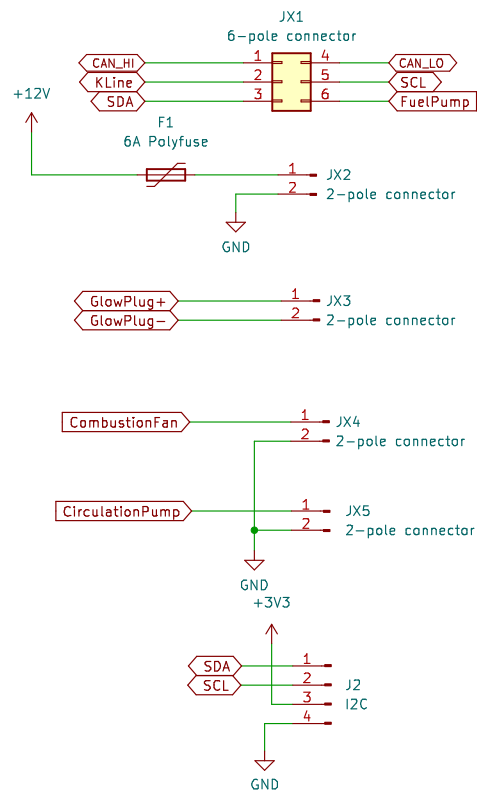 JX1
6-pole connector
CAN_HI 1 4 CAN_LO
KLine 2 5 SCL
SDA 3 6 FuelPump
+12V
F1
6A Polyfuse
1 JX2
2 2-pole connector
GND
GlowPlug+ 1 JX3
GlowPlug- 2 2-pole connector
CombustionFan 1 JX4
2 2-pole connector
CirculationPump 1 JX5
2 2-pole connector
GND
+3V3
SDA 1
SCL 2 J2
3 I2C
4
GND